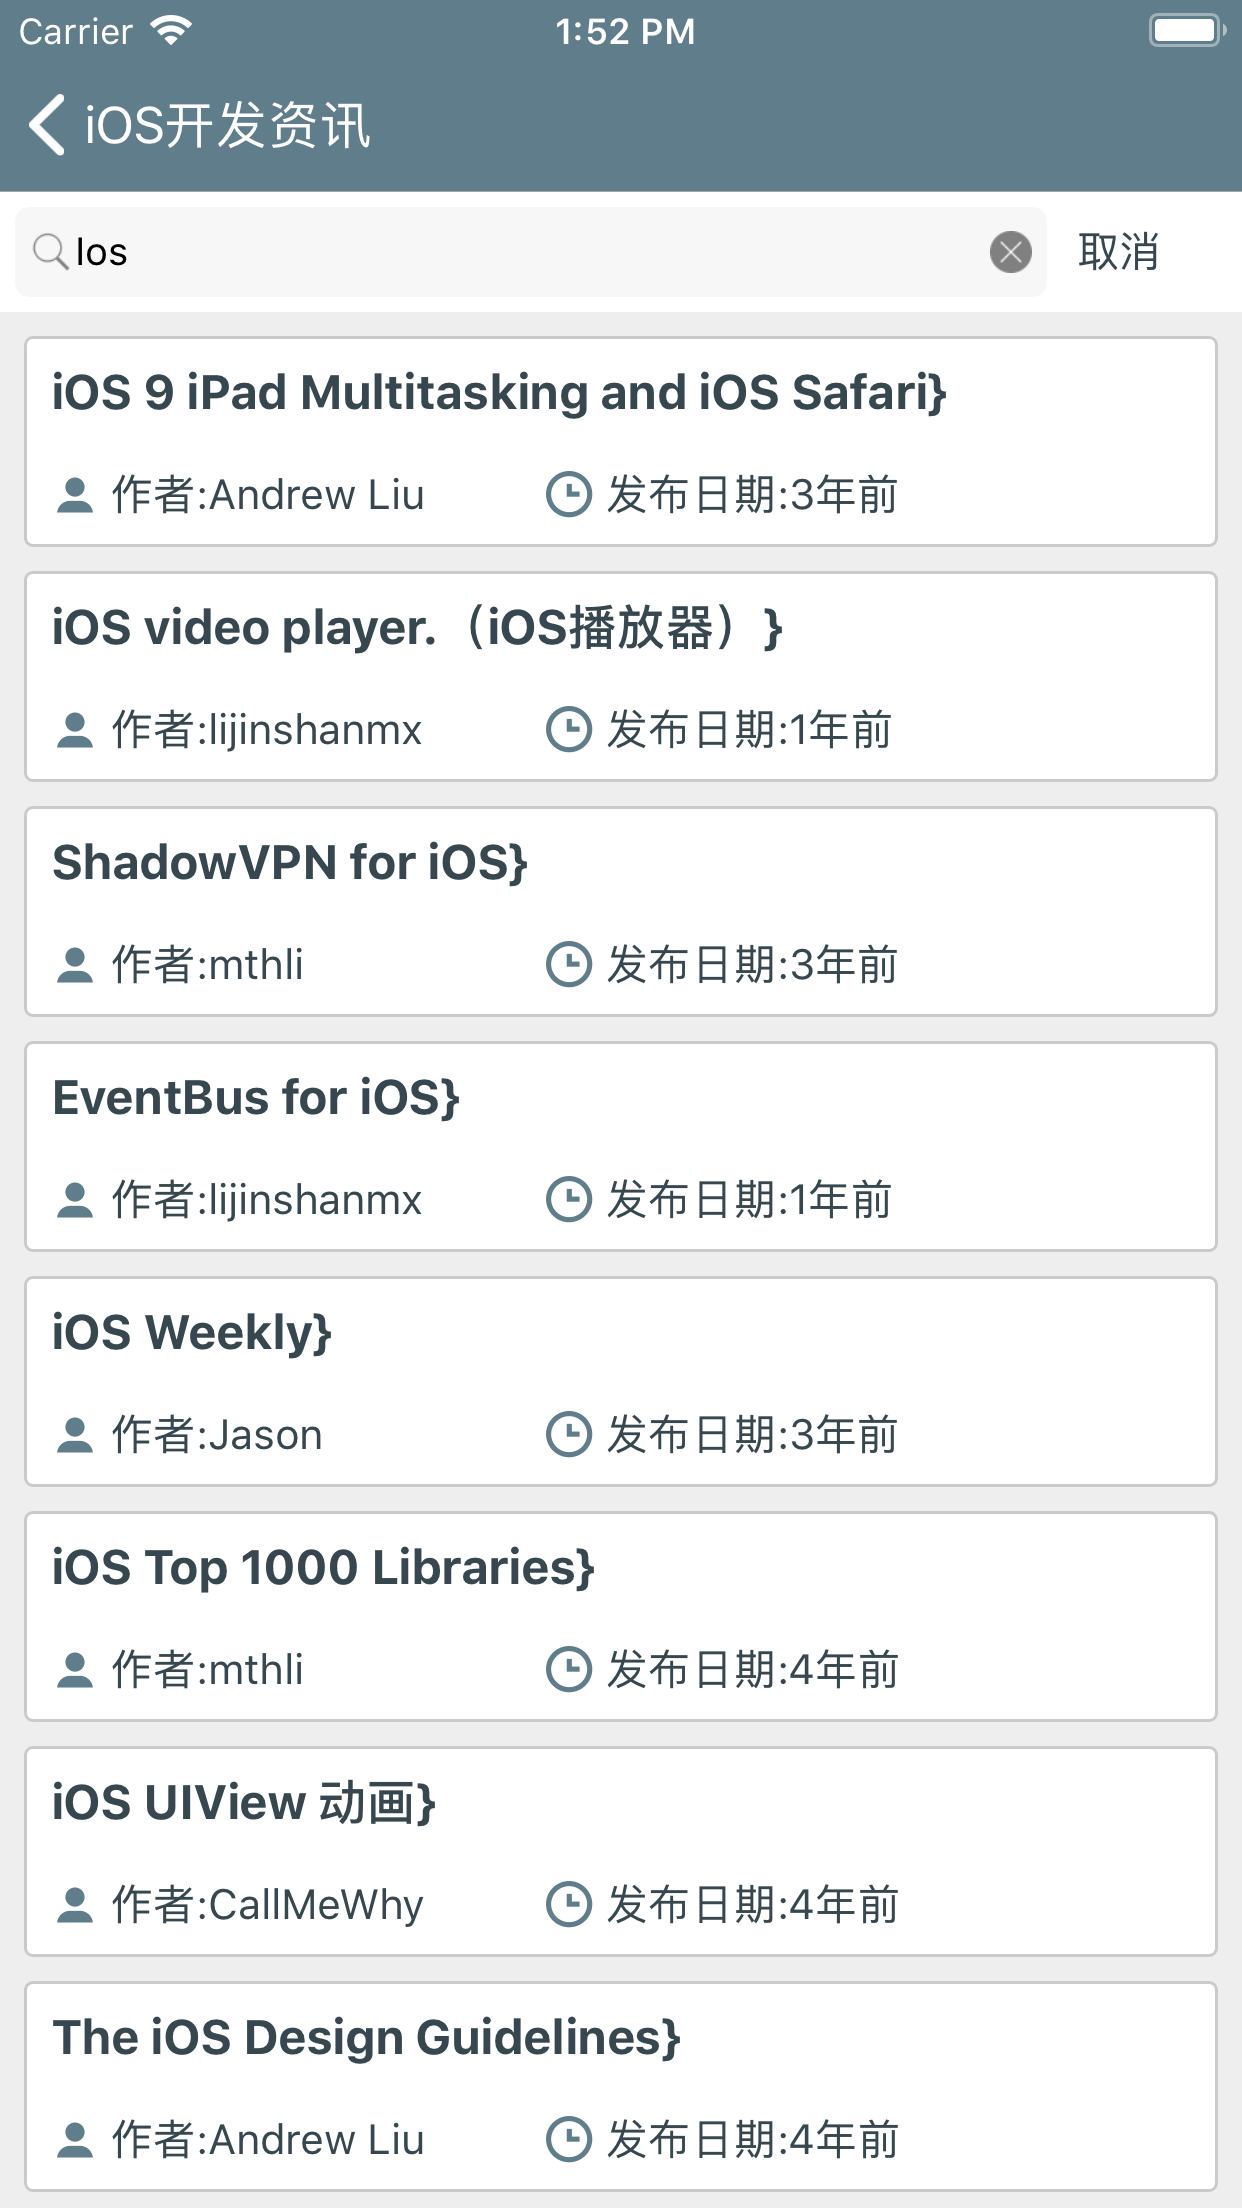 Carrier 1:52 PM
iOS开发资讯
Ios 取消
iOS 9 iPad Multitasking and iOS Safari}
作者:Andrew Liu 发布日期:3年前
iOS video player.（iOS播放器）}
作者:lijinshanmx 发布日期:1年前
ShadowVPN for iOS}
作者:mthli 发布日期:3年前
EventBus for iOS}
作者:lijinshanmx 发布日期:1年前
iOS Weekly}
作者:Jason 发布日期:3年前
iOS Top 1000 Libraries}
作者:mthli 发布日期:4年前
iOS UIView 动画}
作者:CallMeWhy 发布日期:4年前
The iOS Design Guidelines}
作者:Andrew Liu 发布日期:4年前